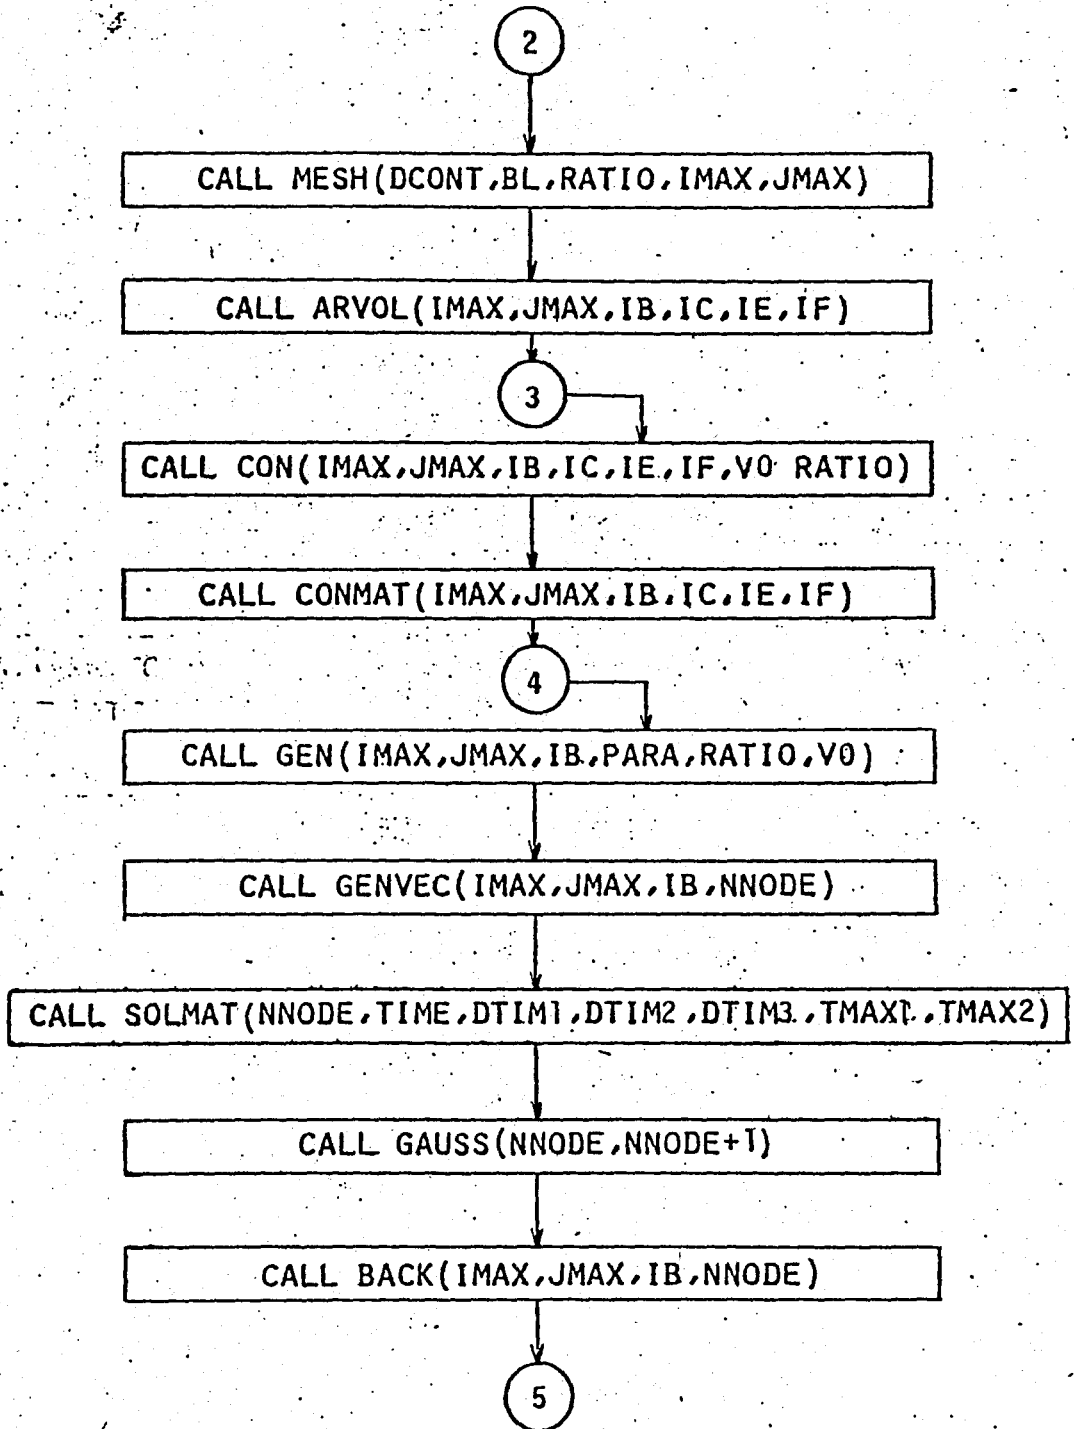 2
CALL MESH(DCONT,BL,RATIO,IMAX,JMAX)
CALL ARVOL(IMAX,JMAX,IB,IC,IE,IF)
3
CALL CON(IMAX,JMAX,IB,IC,IE,IF,V0 RATIO)
CALL CONMAT(IMAX,JMAX,IB,IC,IE,IF)
4
CALL GEN(IMAX,JMAX,IB,PARA,RATIO,V0)
CALL GENVEC(IMAX,JMAX,IB,NNODE)
CALL SOLMAT(NNODE,TIME,DTIM1,DTIM2,DTIM3,TMAX1,TMAX2)
CALL GAUSS(NNODE,NNODE+1)
CALL BACK(IMAX,JMAX,IB,NNODE)
5